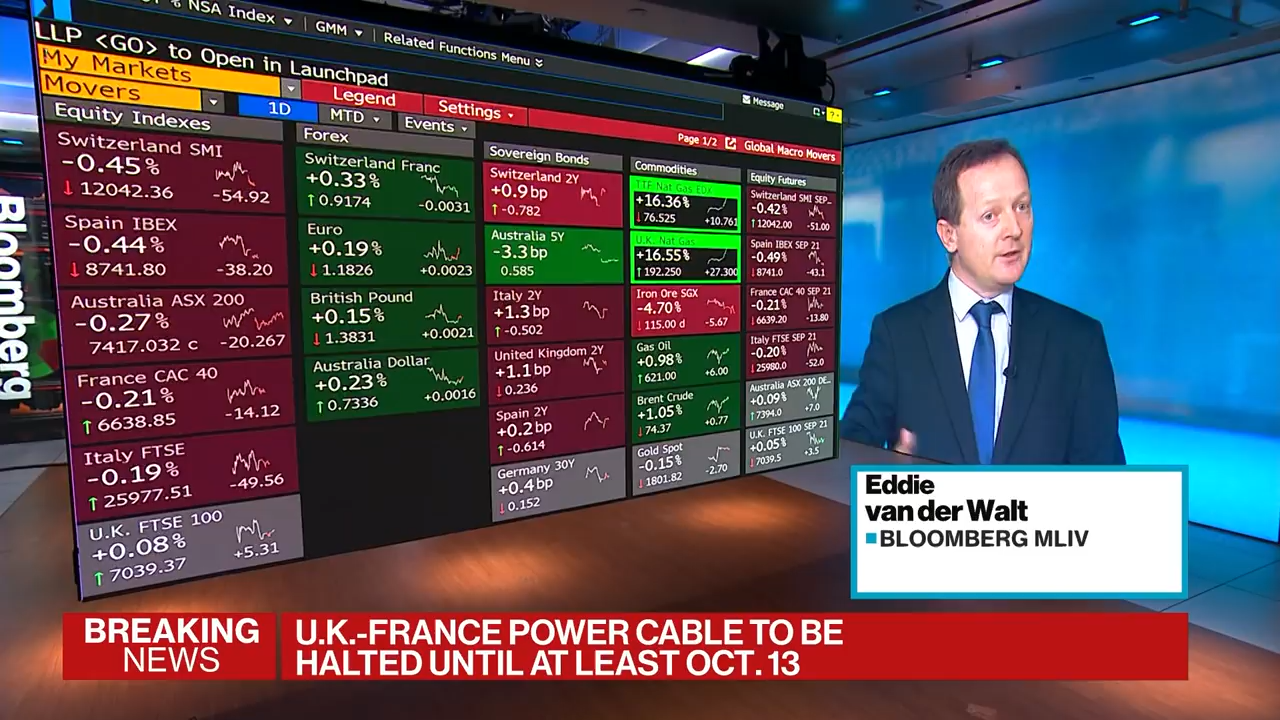 % NSA Index
GMM
Related Functions Menu
LLP <GO> to Open in Launchpad
Message
My Markets
Movers
1D
Legend
Settings
MTD
Events
Page 1/2
Global Macro Movers
Equity Indexes
Switzerland SMI
-0.45%
↓ 12042.36
-54.92
Spain IBEX
-0.44%
↓ 8741.80
-38.20
Australia ASX 200
-0.27%
7417.032 c
-20.267
France CAC 40
-0.21%
↑ 6638.85
-14.12
Italy FTSE
-0.19%
↑ 25977.51
-49.56
U.K. FTSE 100
+0.08%
↑ 7039.37
+5.31
Forex
Switzerland Franc
+0.33%
↑ 0.9174
-0.0031
Euro
+0.19%
↓ 1.1826
+0.0023
British Pound
+0.15%
↓ 1.3831
+0.0021
Australia Dollar
+0.23%
↑ 0.7336
+0.0016
Sovereign Bonds
Switzerland 2Y
+0.9 bp
↑ -0.782
Australia 5Y
-3.3 bp
0.585
Italy 2Y
+1.3 bp
↑ -0.502
United Kingdom 2Y
+1.1 bp
↓ 0.236
Spain 2Y
+0.2 bp
↑ -0.614
Germany 30Y
+0.4 bp
↓ 0.152
Commodities
TTF Nat Gas EDX
+16.36%
↓ 76.525
+10.761
U.K. Nat Gas
+16.55%
↑ 192.250
+27.300
Iron Ore SGX
-4.70%
↓ 115.00 d
-5.67
Gas Oil
+0.98%
↑ 621.00
+6.00
Brent Crude
+1.05%
↓ 74.37
+0.77
Gold Spot
-0.15%
↓ 1801.82
-2.70
Equity Futures
Switzerland SMI SEP...
-0.42%
↑ 12042.00
-51.00
Spain IBEX SEP 21
-0.49%
↓ 8741.0
-43.1
France CAC 40 SEP 21
-0.21%
↑ 6639.20
-13.80
Italy FTSE SEP 21
-0.20%
↓ 25980.0
-52.0
Australia ASX 200 DE...
+0.09%
↑ 7394.0
+7.0
U.K. FTSE 100 SEP 21
+0.05%
↓ 7039.5
+3.5
Bloomberg
Eddie
van der Walt
BLOOMBERG MLIV
BREAKING
NEWS
U.K.-FRANCE POWER CABLE TO BE
HALTED UNTIL AT LEAST OCT. 13